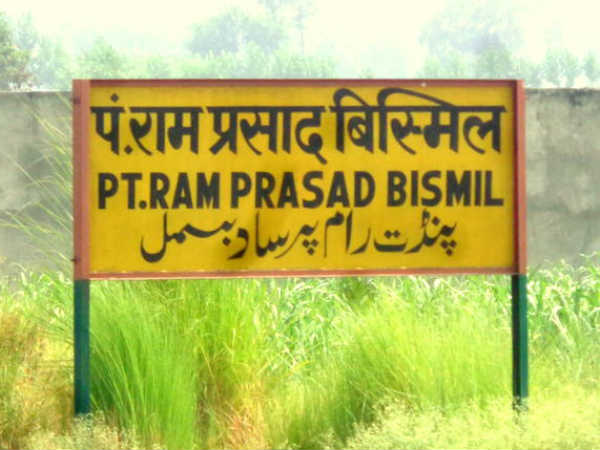 पं.राम प्रसाद बिस्मिल
PT.RAM PRASAD BISMIL
پنڈت رام پرساد بسمل